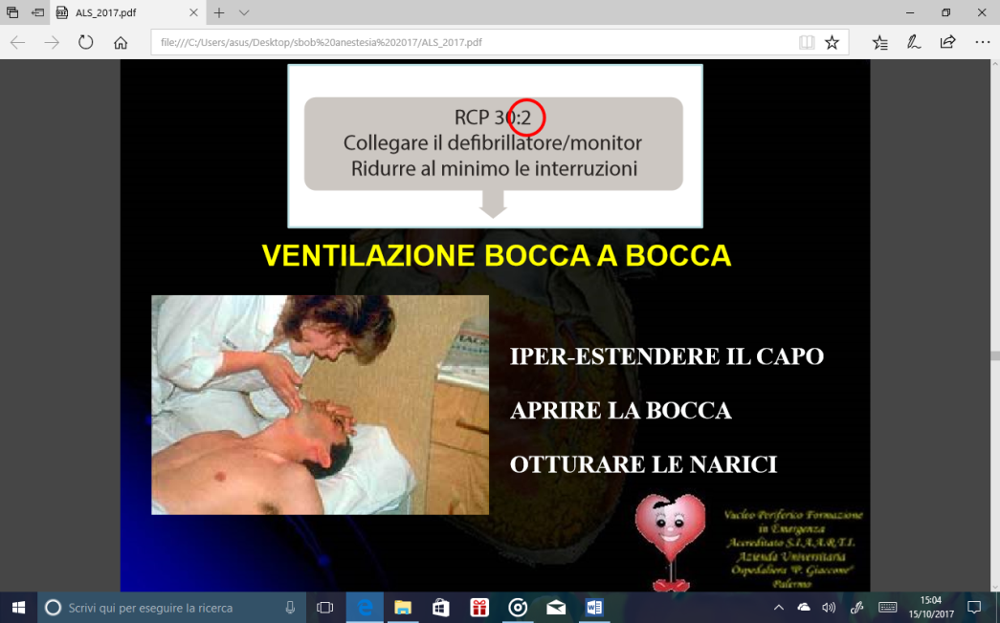 ALS_2017.pdf
file:///C:/Users/asus/Desktop/sbob%20anestesia%202017/ALS_2017.pdf
RCP 30:2
Collegare il defibrillatore/monitor
Ridurre al minimo le interruzioni
VENTILAZIONE BOCCA A BOCCA
IPER-ESTENDERE IL CAPO
APRIRE LA BOCCA
OTTURARE LE NARICI
Nucleo Periferico Formazione
in Emergenza
Accreditato S.I.A.A.R.T.I.
Azienda Universitaria
Ospedaliera "P. Giaccone"
Palermo
Scrivi qui per eseguire la ricerca
15:04
15/10/2017